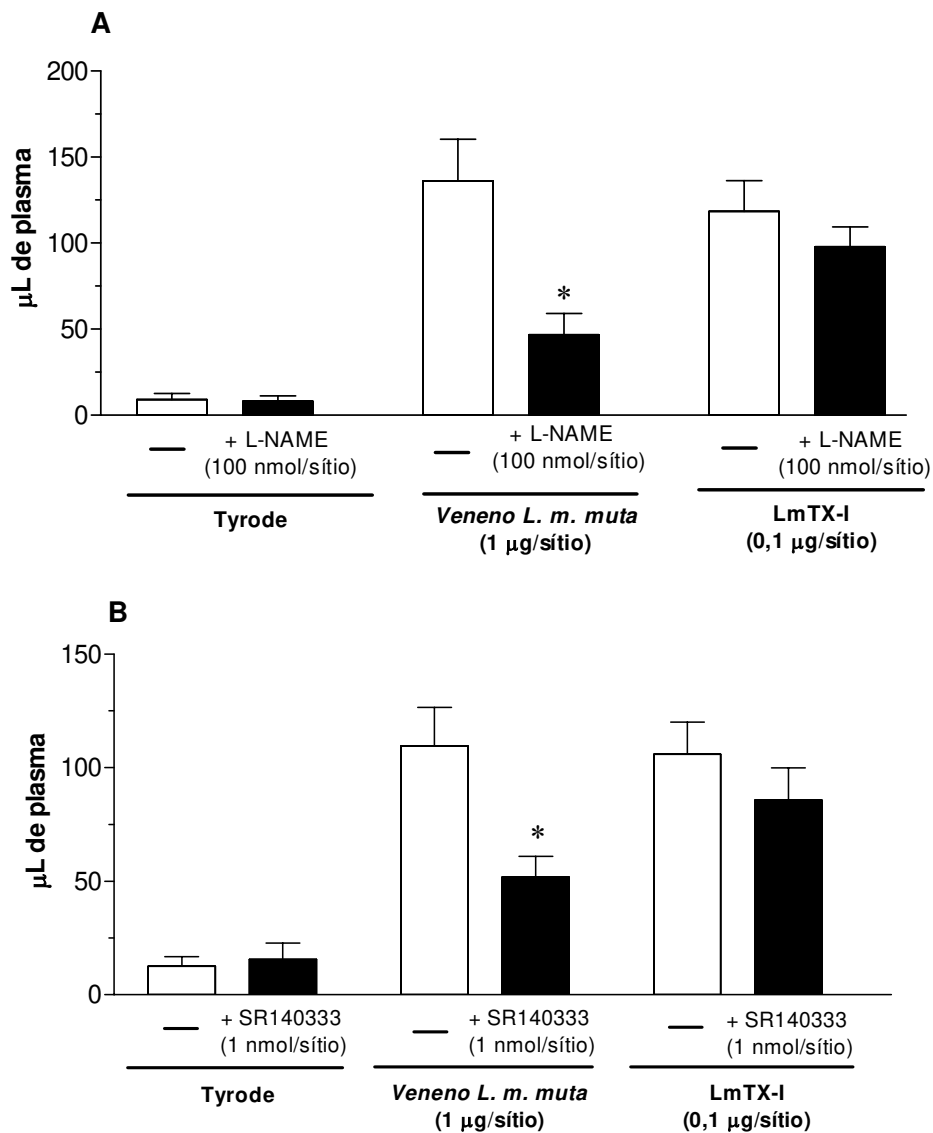 A
200
150
100
50
0
μL de plasma
*
— + L-NAME — + L-NAME — + L-NAME
(100 nmol/sítio) (100 nmol/sítio) (100 nmol/sítio)
Tyrode Veneno L. m. muta LmTX-I
(1 μg/sítio) (0,1 μg/sítio)
B
150
100
50
0
μL de plasma
*
— + SR140333 — + SR140333 — + SR140333
(1 nmol/sítio) (1 nmol/sítio) (1 nmol/sítio)
Tyrode Veneno L. m. muta LmTX-I
(1 μg/sítio) (0,1 μg/sítio)